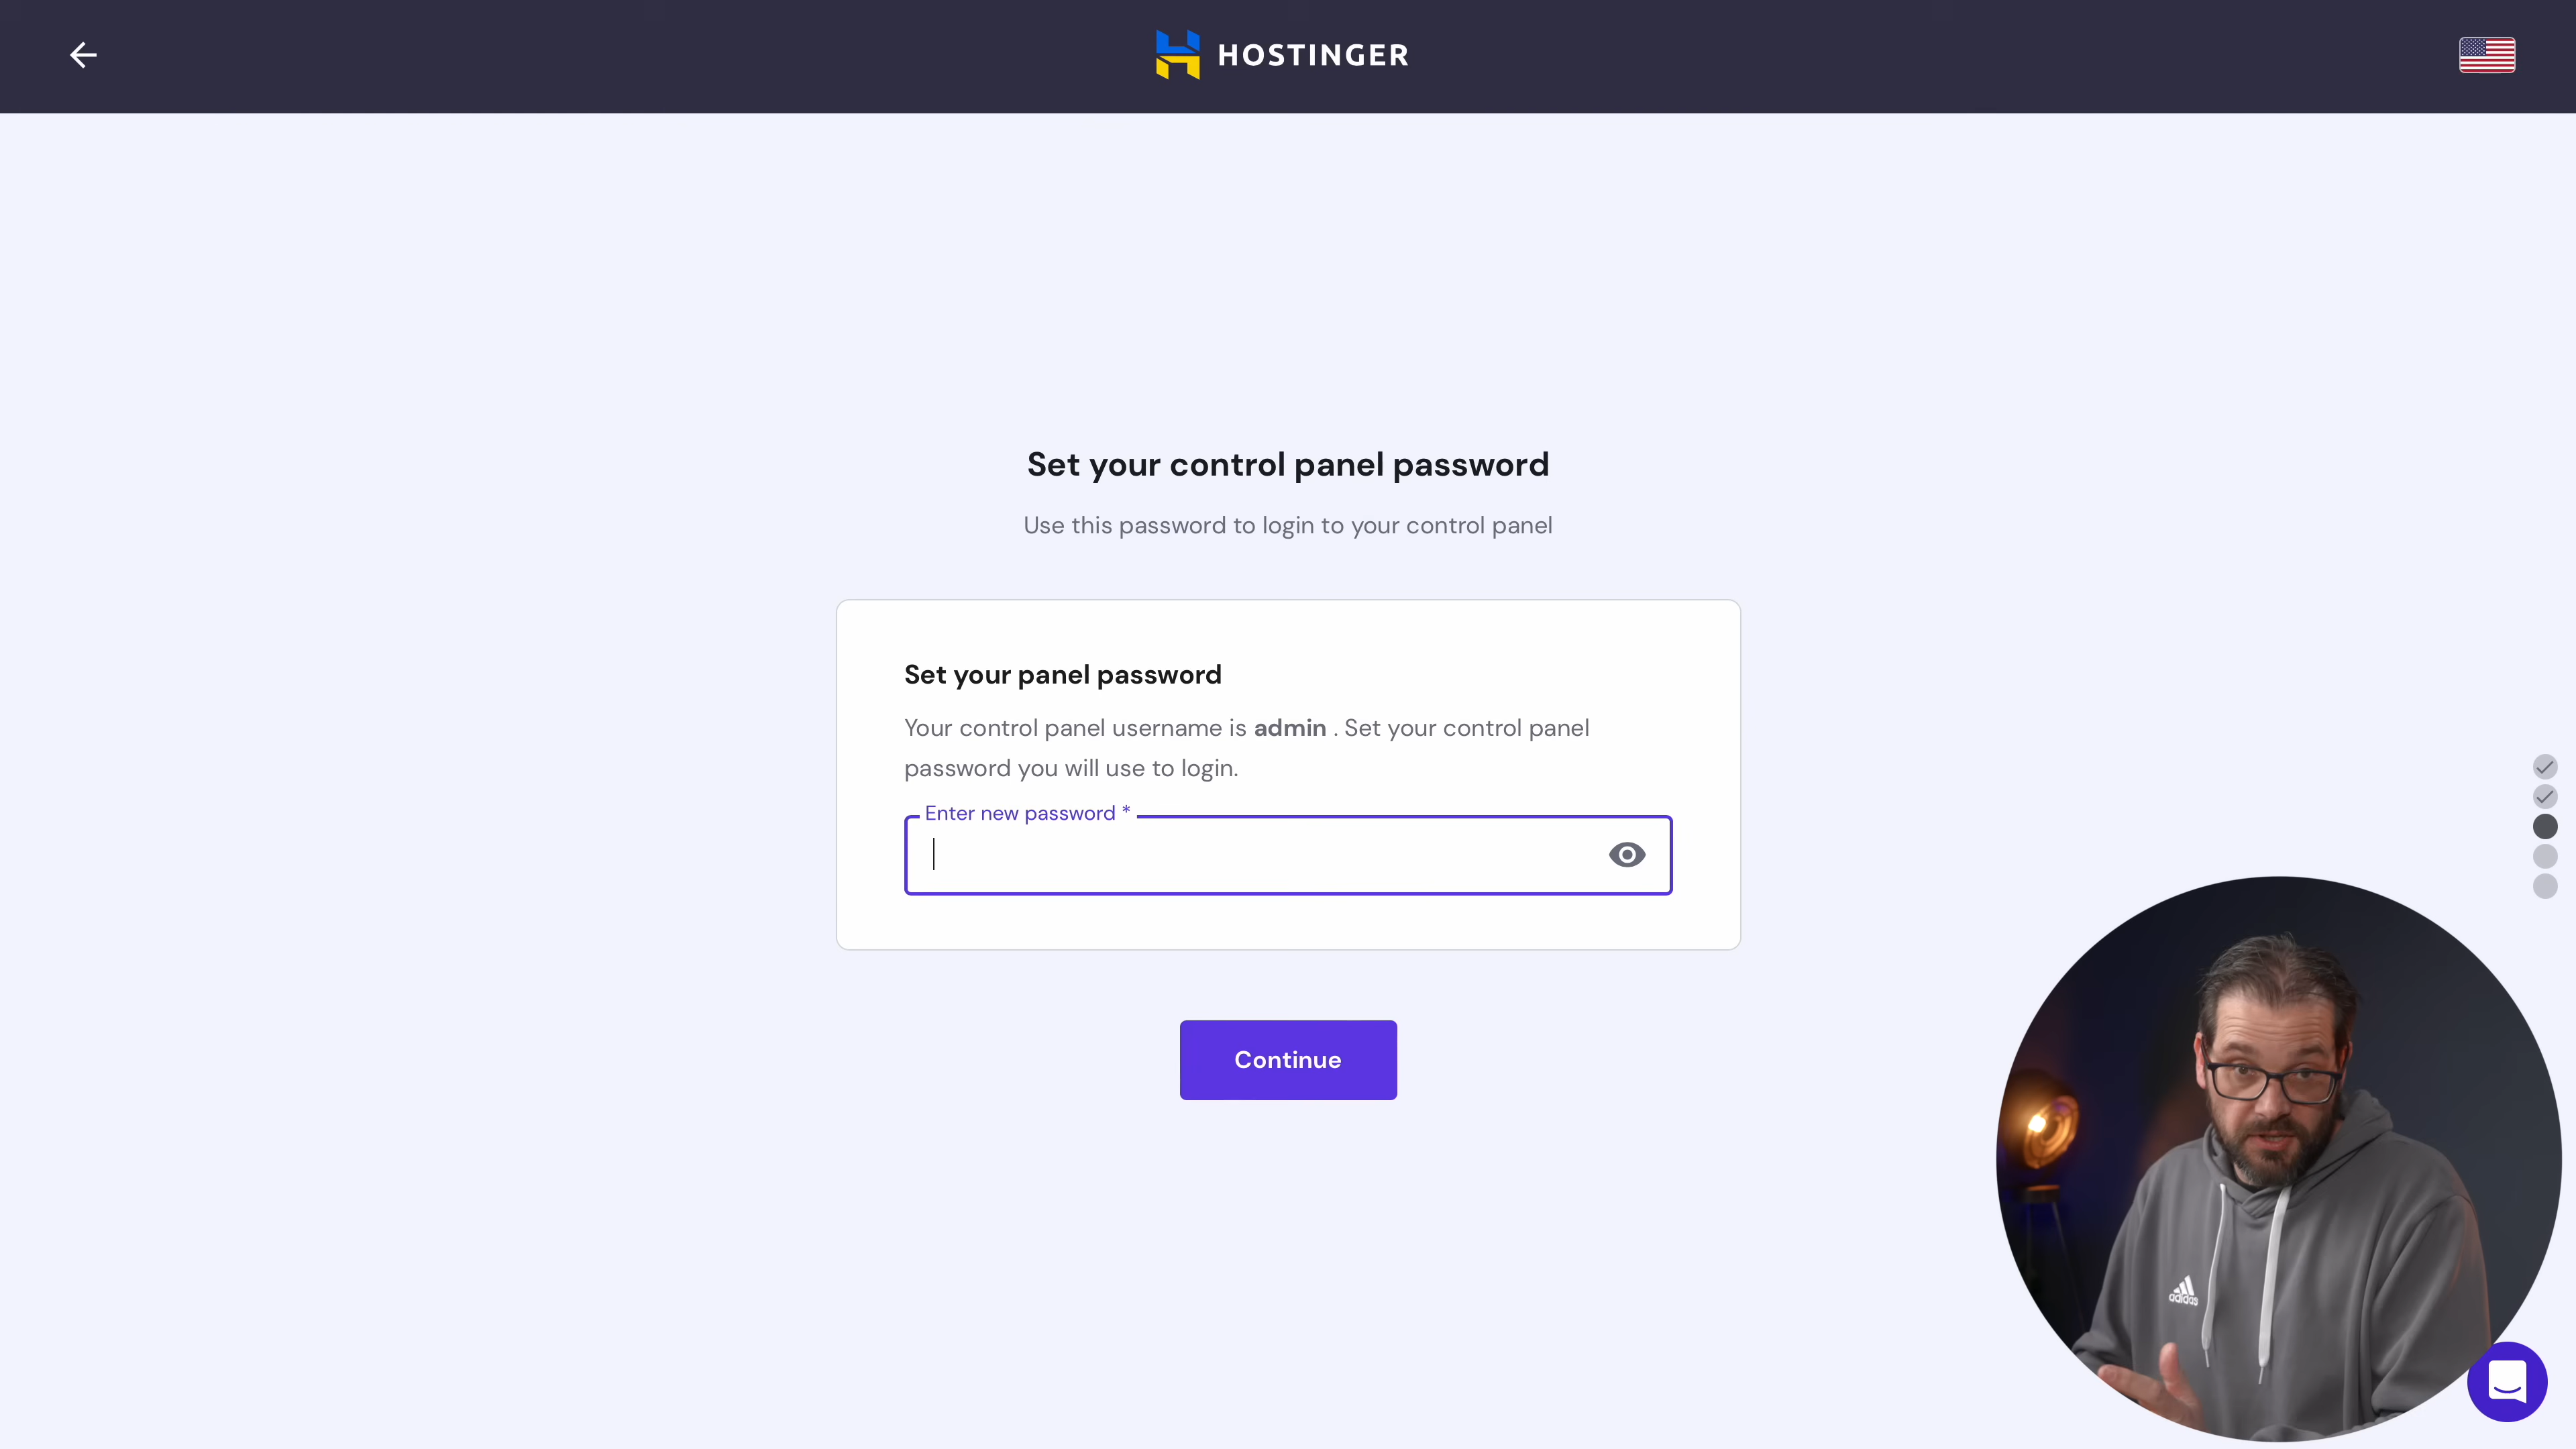 HOSTINGER
Set your control panel password
Use this password to login to your control panel
Set your panel password
Your control panel username is admin . Set your control panel
password you will use to login.
Enter new password *
Continue
adidas